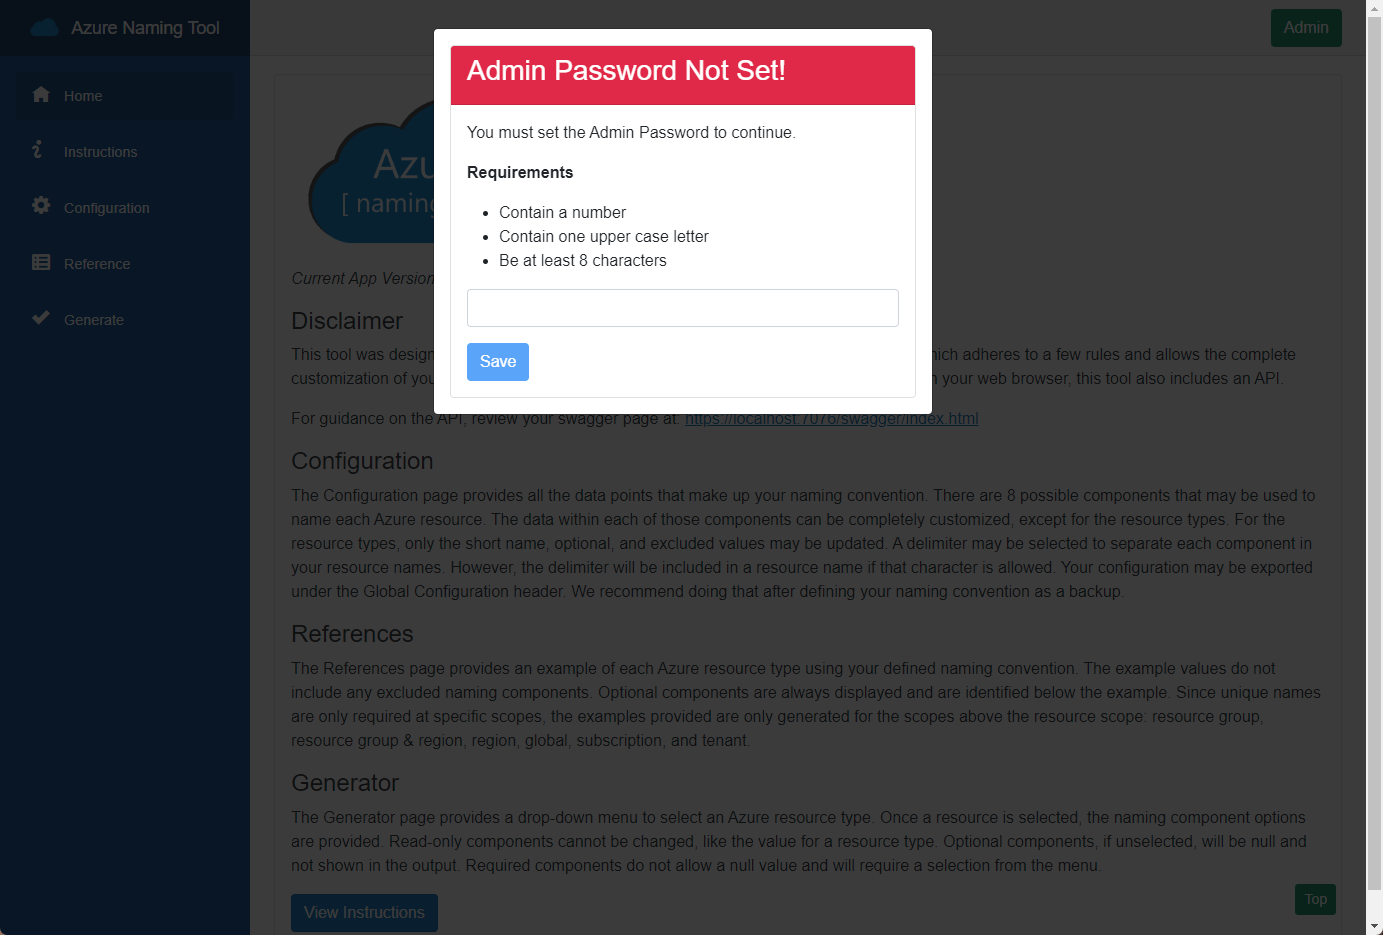 Azure Naming Tool
Admin
Home
Instructions
Configuration
Reference
Generate
Admin Password Not Set!
You must set the Admin Password to continue.
Requirements
• Contain a number
• Contain one upper case letter
• Be at least 8 characters
Save
Azu
[ naming
Current App Version
Disclaimer
This tool was design hich adheres to a few rules and allows the complete
customization of you your web browser, this tool also includes an API.
For guidance on the API, review your swagger page at: https://localhost:7076/swagger/index.html
Configuration
The Configuration page provides all the data points that make up your naming convention. There are 8 possible components that may be used to
name each Azure resource. The data within each of those components can be completely customized, except for the resource types. For the
resource types, only the short name, optional, and excluded values may be updated. A delimiter may be selected to separate each component in
your resource names. However, the delimiter will be included in a resource name if that character is allowed. Your configuration may be exported
under the Global Configuration header. We recommend doing that after defining your naming convention as a backup.
References
The References page provides an example of each Azure resource type using your defined naming convention. The example values do not
include any excluded naming components. Optional components are always displayed and are identified below the example. Since unique names
are only required at specific scopes, the examples provided are only generated for the scopes above the resource scope: resource group,
resource group & region, region, global, subscription, and tenant.
Generator
The Generator page provides a drop-down menu to select an Azure resource type. Once a resource is selected, the naming component options
are provided. Read-only components cannot be changed, like the value for a resource type. Optional components, if unselected, will be null and
not shown in the output. Required components do not allow a null value and will require a selection from the menu.
View Instructions
Top